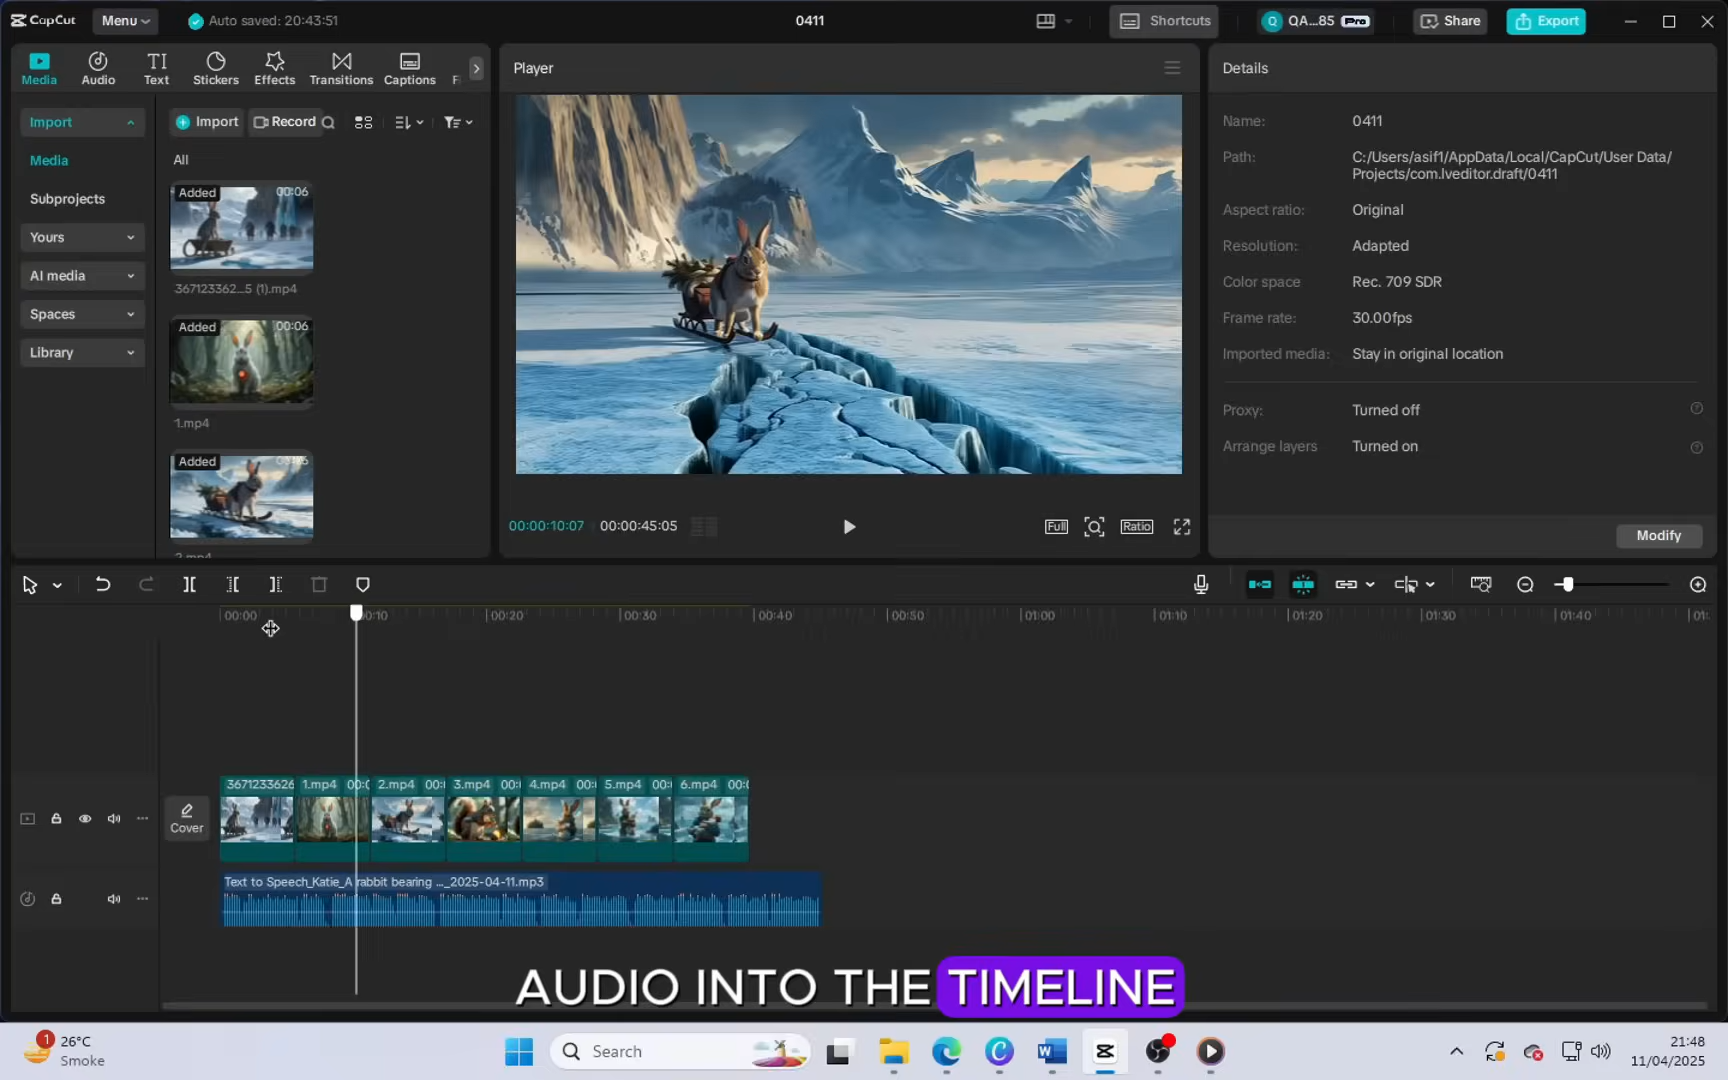 CapCut
Menu
Auto saved: 20:43:51
0411
Shortcuts
Q
QA...85
Pro
Share
Export
Media
Audio
TI
Text
Stickers
Effects
Transitions
Captions
Import
Media
Subprojects
Yours
AI media
Spaces
Library
Import
Record
All
Added
00:06
367123362...5 (1).mp4
Added
00:06
1.mp4
Added
Player
00:00:10:07
00:00:45:05
Full
Ratio
Details
Name:
0411
Path:
C:/Users/asif1/AppData/Local/CapCut/User Data/
Projects/com.lveditor.draft/0411
Aspect ratio:
Original
Resolution:
Adapted
Color space
Rec. 709 SDR
Frame rate:
30.00fps
Imported media:
Stay in original location
Proxy:
Turned off
Arrange layers
Turned on
Modify
00:00
00:10
00:20
00:30
00:40
00:50
01:00
01:10
01:20
01:30
01:40
Cover
3671233626
1.mp4
2.mp4
3.mp4
4.mp4
5.mp4
6.mp4
Text to Speech_Katie_A rabbit bearing ..._2025-04-11.mp3
AUDIO INTO THE TIMELINE
1
26°C
Smoke
Search
21:48
11/04/2025